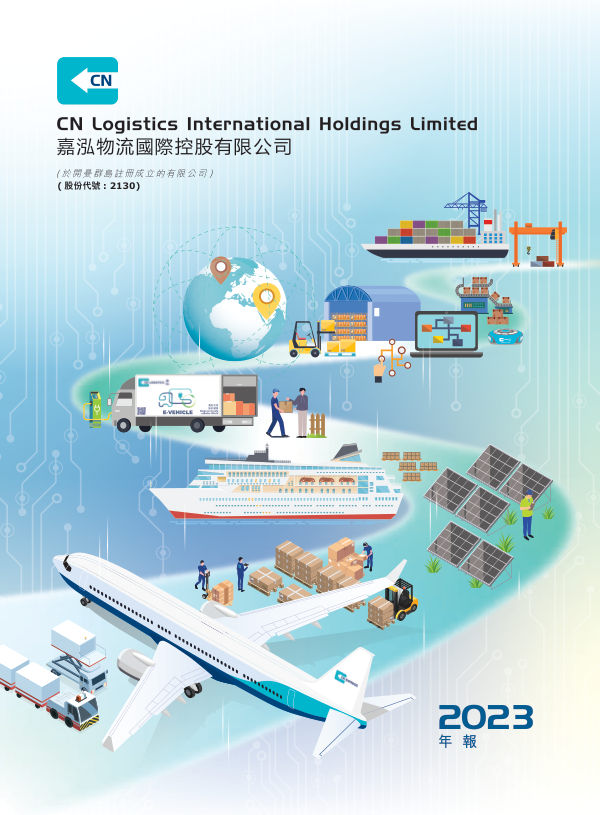 CN
CN Logistics International Holdings Limited
嘉泓物流國際控股有限公司
(於開曼群島註冊成立的有限公司)
(股份代號：2130)
LOGISTICS
E-VEHICLE
2023
年報